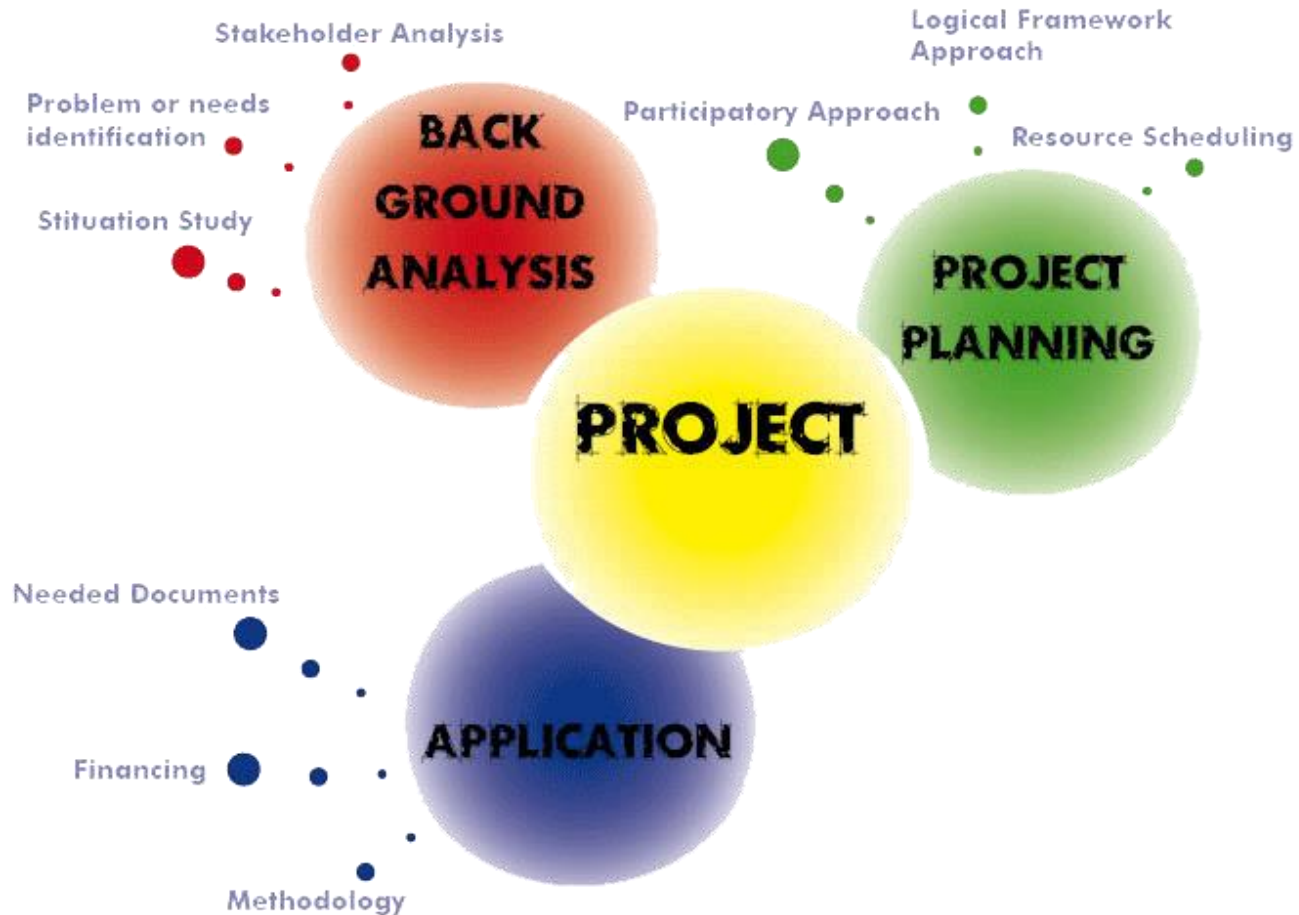 Stakeholder Analysis
Problem or needs
identification
Stituation Study
BACK
GROUND
ANALYSIS
Logical Framework
Approach
Participatory Approach
Resource Scheduling
PROJECT
PLANNING
PROJECT
Needed Documents
Financing
Methodology
APPLICATION